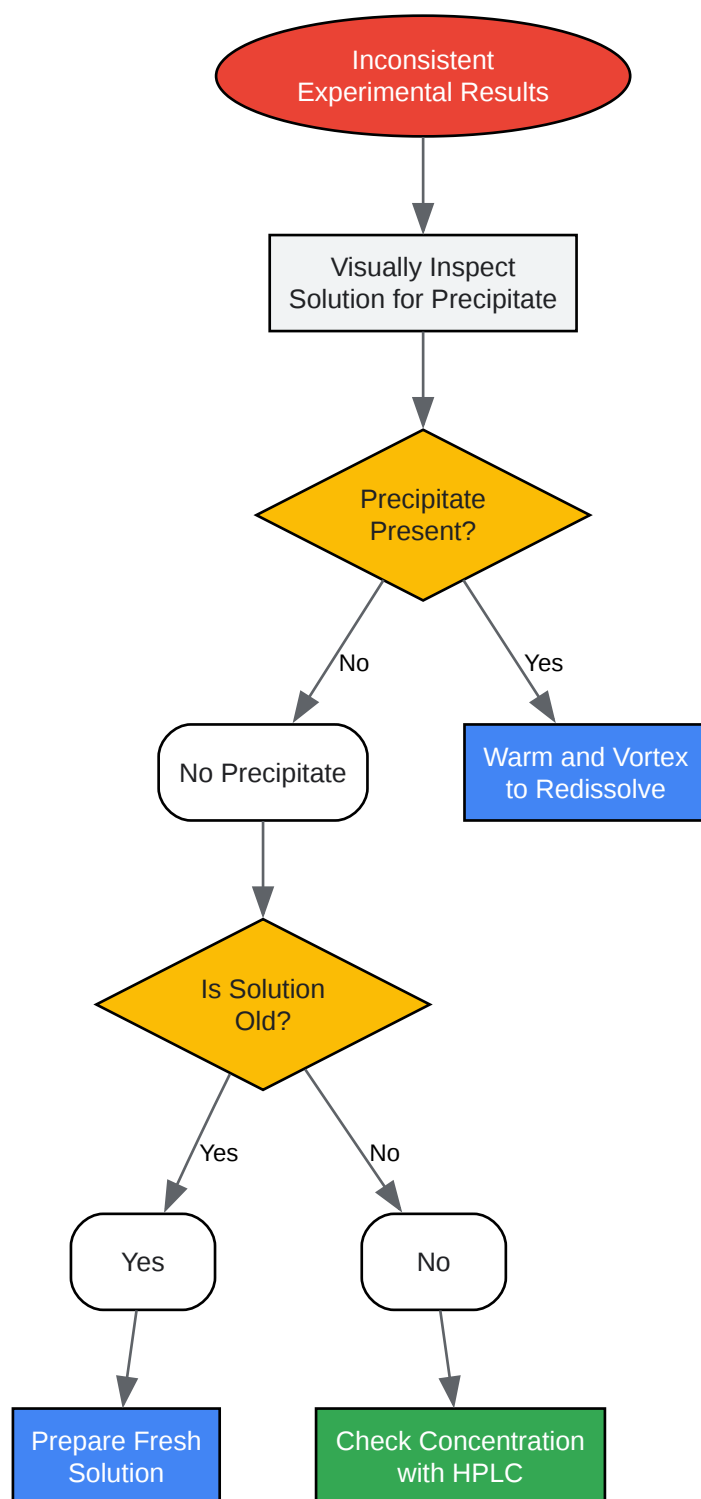 Inconsistent
Experimental Results
Visually Inspect
Solution for Precipitate
Precipitate
Present?
No
Yes
No Precipitate
Warm and Vortex
to Redissolve
Is Solution
Old?
Yes
No
Yes
No
Prepare Fresh
Solution
Check Concentration
with HPLC